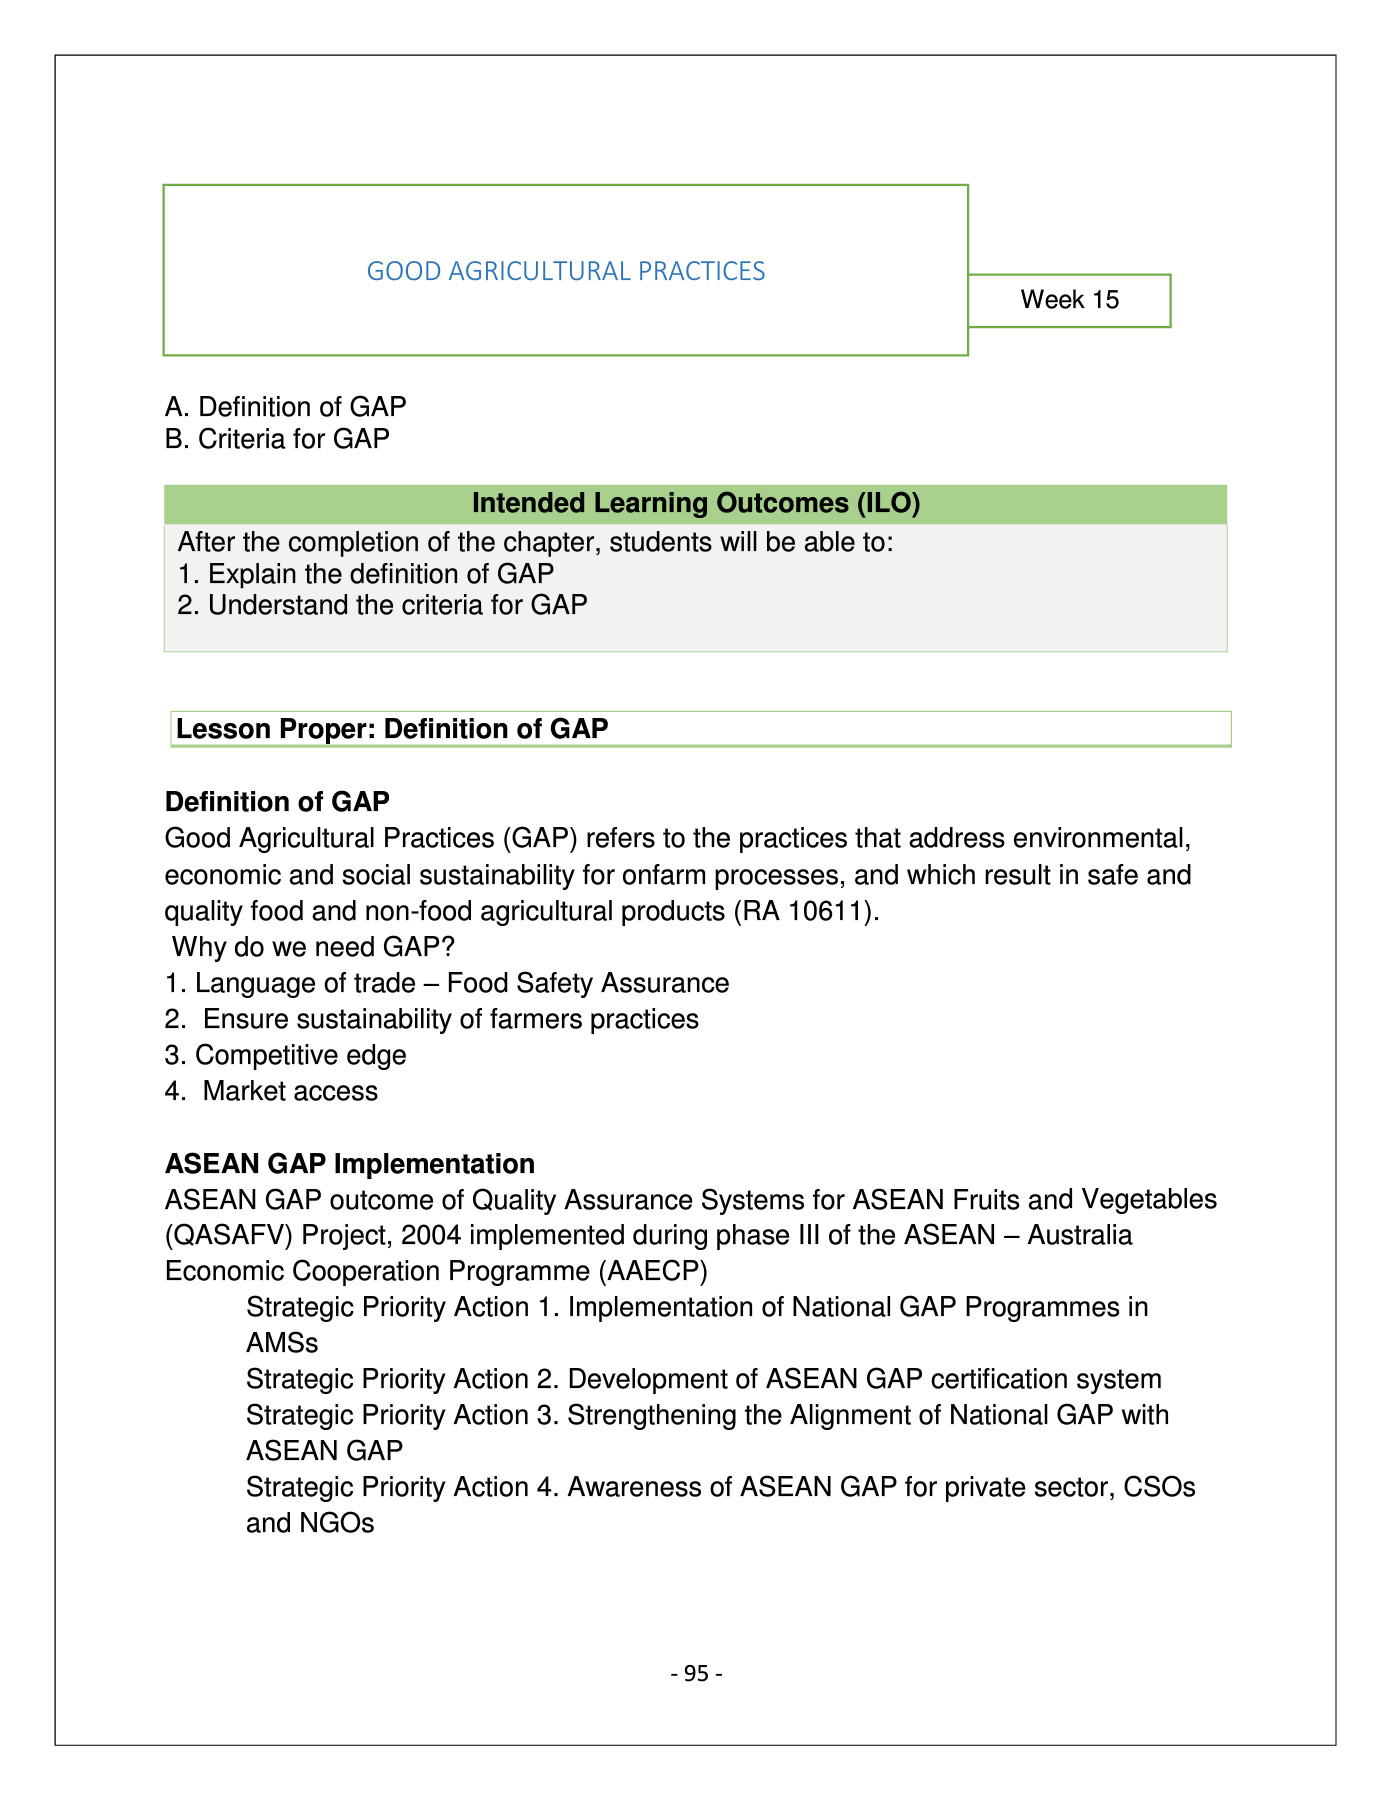 GOOD AGRICULTURAL PRACTICES
Week 15
A. Definition of GAP
B. Criteria for GAP
Intended Learning Outcomes (ILO)
After the completion of the chapter, students will be able to:
1. Explain the definition of GAP
2. Understand the criteria for GAP
Lesson Proper: Definition of GAP
Definition of GAP
Good Agricultural Practices (GAP) refers to the practices that address environmental,
economic and social sustainability for onfarm processes, and which result in safe and
quality food and non-food agricultural products (RA 10611).
Why do we need GAP?
1. Language of trade – Food Safety Assurance
2.  Ensure sustainability of farmers practices
3. Competitive edge
4.  Market access
ASEAN GAP Implementation
ASEAN GAP outcome of Quality Assurance Systems for ASEAN Fruits and Vegetables
(QASAFV) Project, 2004 implemented during phase III of the ASEAN – Australia
Economic Cooperation Programme (AAECP)
Strategic Priority Action 1. Implementation of National GAP Programmes in
AMSs
Strategic Priority Action 2. Development of ASEAN GAP certification system
Strategic Priority Action 3. Strengthening the Alignment of National GAP with
ASEAN GAP
Strategic Priority Action 4. Awareness of ASEAN GAP for private sector, CSOs
and NGOs
- 95 -